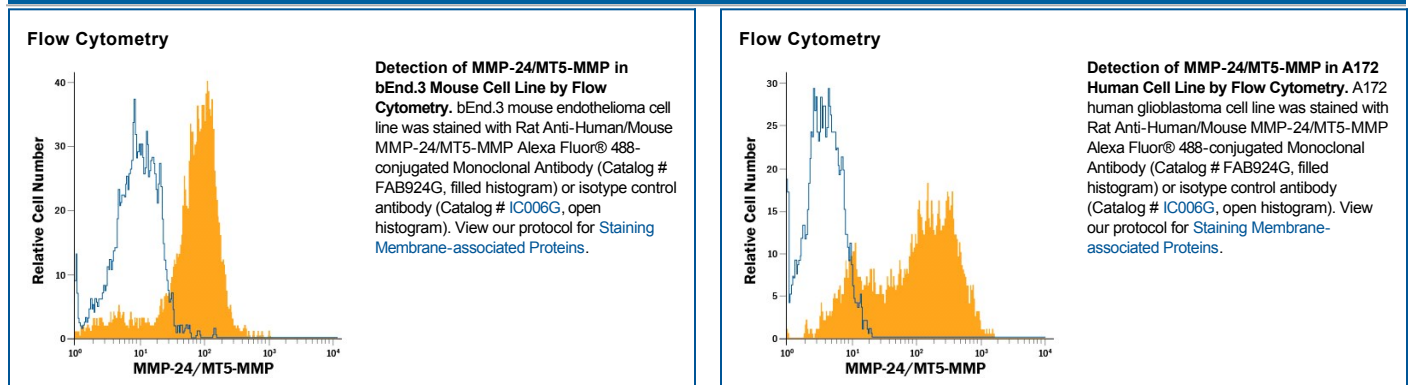 Flow Cytometry
40
30
20
10
0
Relative Cell Number
10⁰ 10¹ 10² 10³ 10⁴
MMP-24/MT5-MMP
Detection of MMP-24/MT5-MMP in
bEnd.3 Mouse Cell Line by Flow
Cytometry. bEnd.3 mouse endothelioma cell
line was stained with Rat Anti-Human/Mouse
MMP-24/MT5-MMP Alexa Fluor® 488-
conjugated Monoclonal Antibody (Catalog #
FAB924G, filled histogram) or isotype control
antibody (Catalog # IC006G, open
histogram). View our protocol for Staining
Membrane-associated Proteins.
Flow Cytometry
30
25
20
15
10
5
0
Relative Cell Number
10⁰ 10¹ 10² 10³ 10⁴
MMP-24/MT5-MMP
Detection of MMP-24/MT5-MMP in A172
Human Cell Line by Flow Cytometry. A172
human glioblastoma cell line was stained with
Rat Anti-Human/Mouse MMP-24/MT5-MMP
Alexa Fluor® 488-conjugated Monoclonal
Antibody (Catalog # FAB924G, filled
histogram) or isotype control antibody
(Catalog # IC006G, open histogram). View
our protocol for Staining Membrane-
associated Proteins.